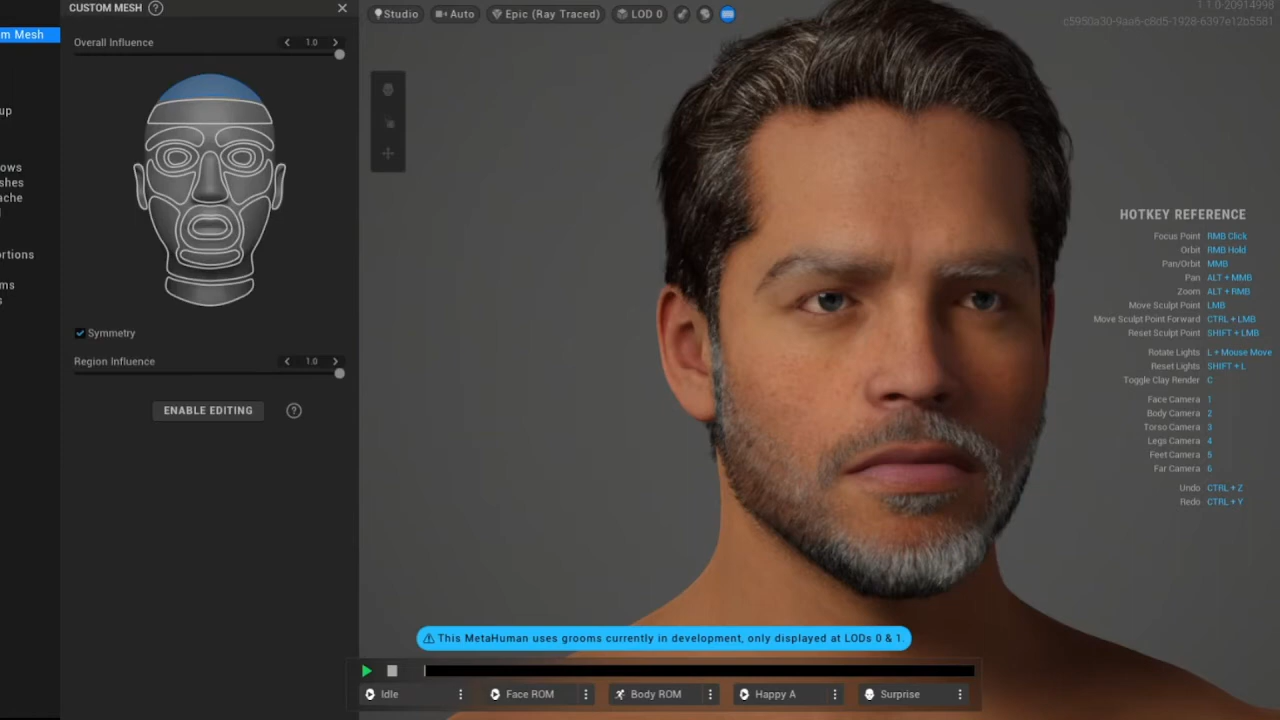 CUSTOM MESH ?
m Mesh
Overall Influence 1.0
up
ows
shes
ache
l
ortions
ms
s
Symmetry
Region Influence 1.0
ENABLE EDITING ?
Studio Auto Epic (Ray Traced) LOD 0
1.1.0-20914998
c5950a30-9aa6-c8d5-1928-6397e12b5581
HOTKEY REFERENCE
Focus Point RMB Click
Orbit RMB Hold
Pan/Orbit MMB
Pan ALT + MMB
Zoom ALT + RMB
Move Sculpt Point LMB
Move Sculpt Point Forward CTRL + LMB
Reset Sculpt Point SHIFT + LMB
Rotate Lights L + Mouse Move
Reset Lights SHIFT + L
Toggle Clay Render C
Face Camera 1
Body Camera 2
Torso Camera 3
Legs Camera 4
Feet Camera 5
Far Camera 6
Undo CTRL + Z
Redo CTRL + Y
This MetaHuman uses grooms currently in development, only displayed at LODs 0 & 1.
Idle Face ROM Body ROM Happy A Surprise